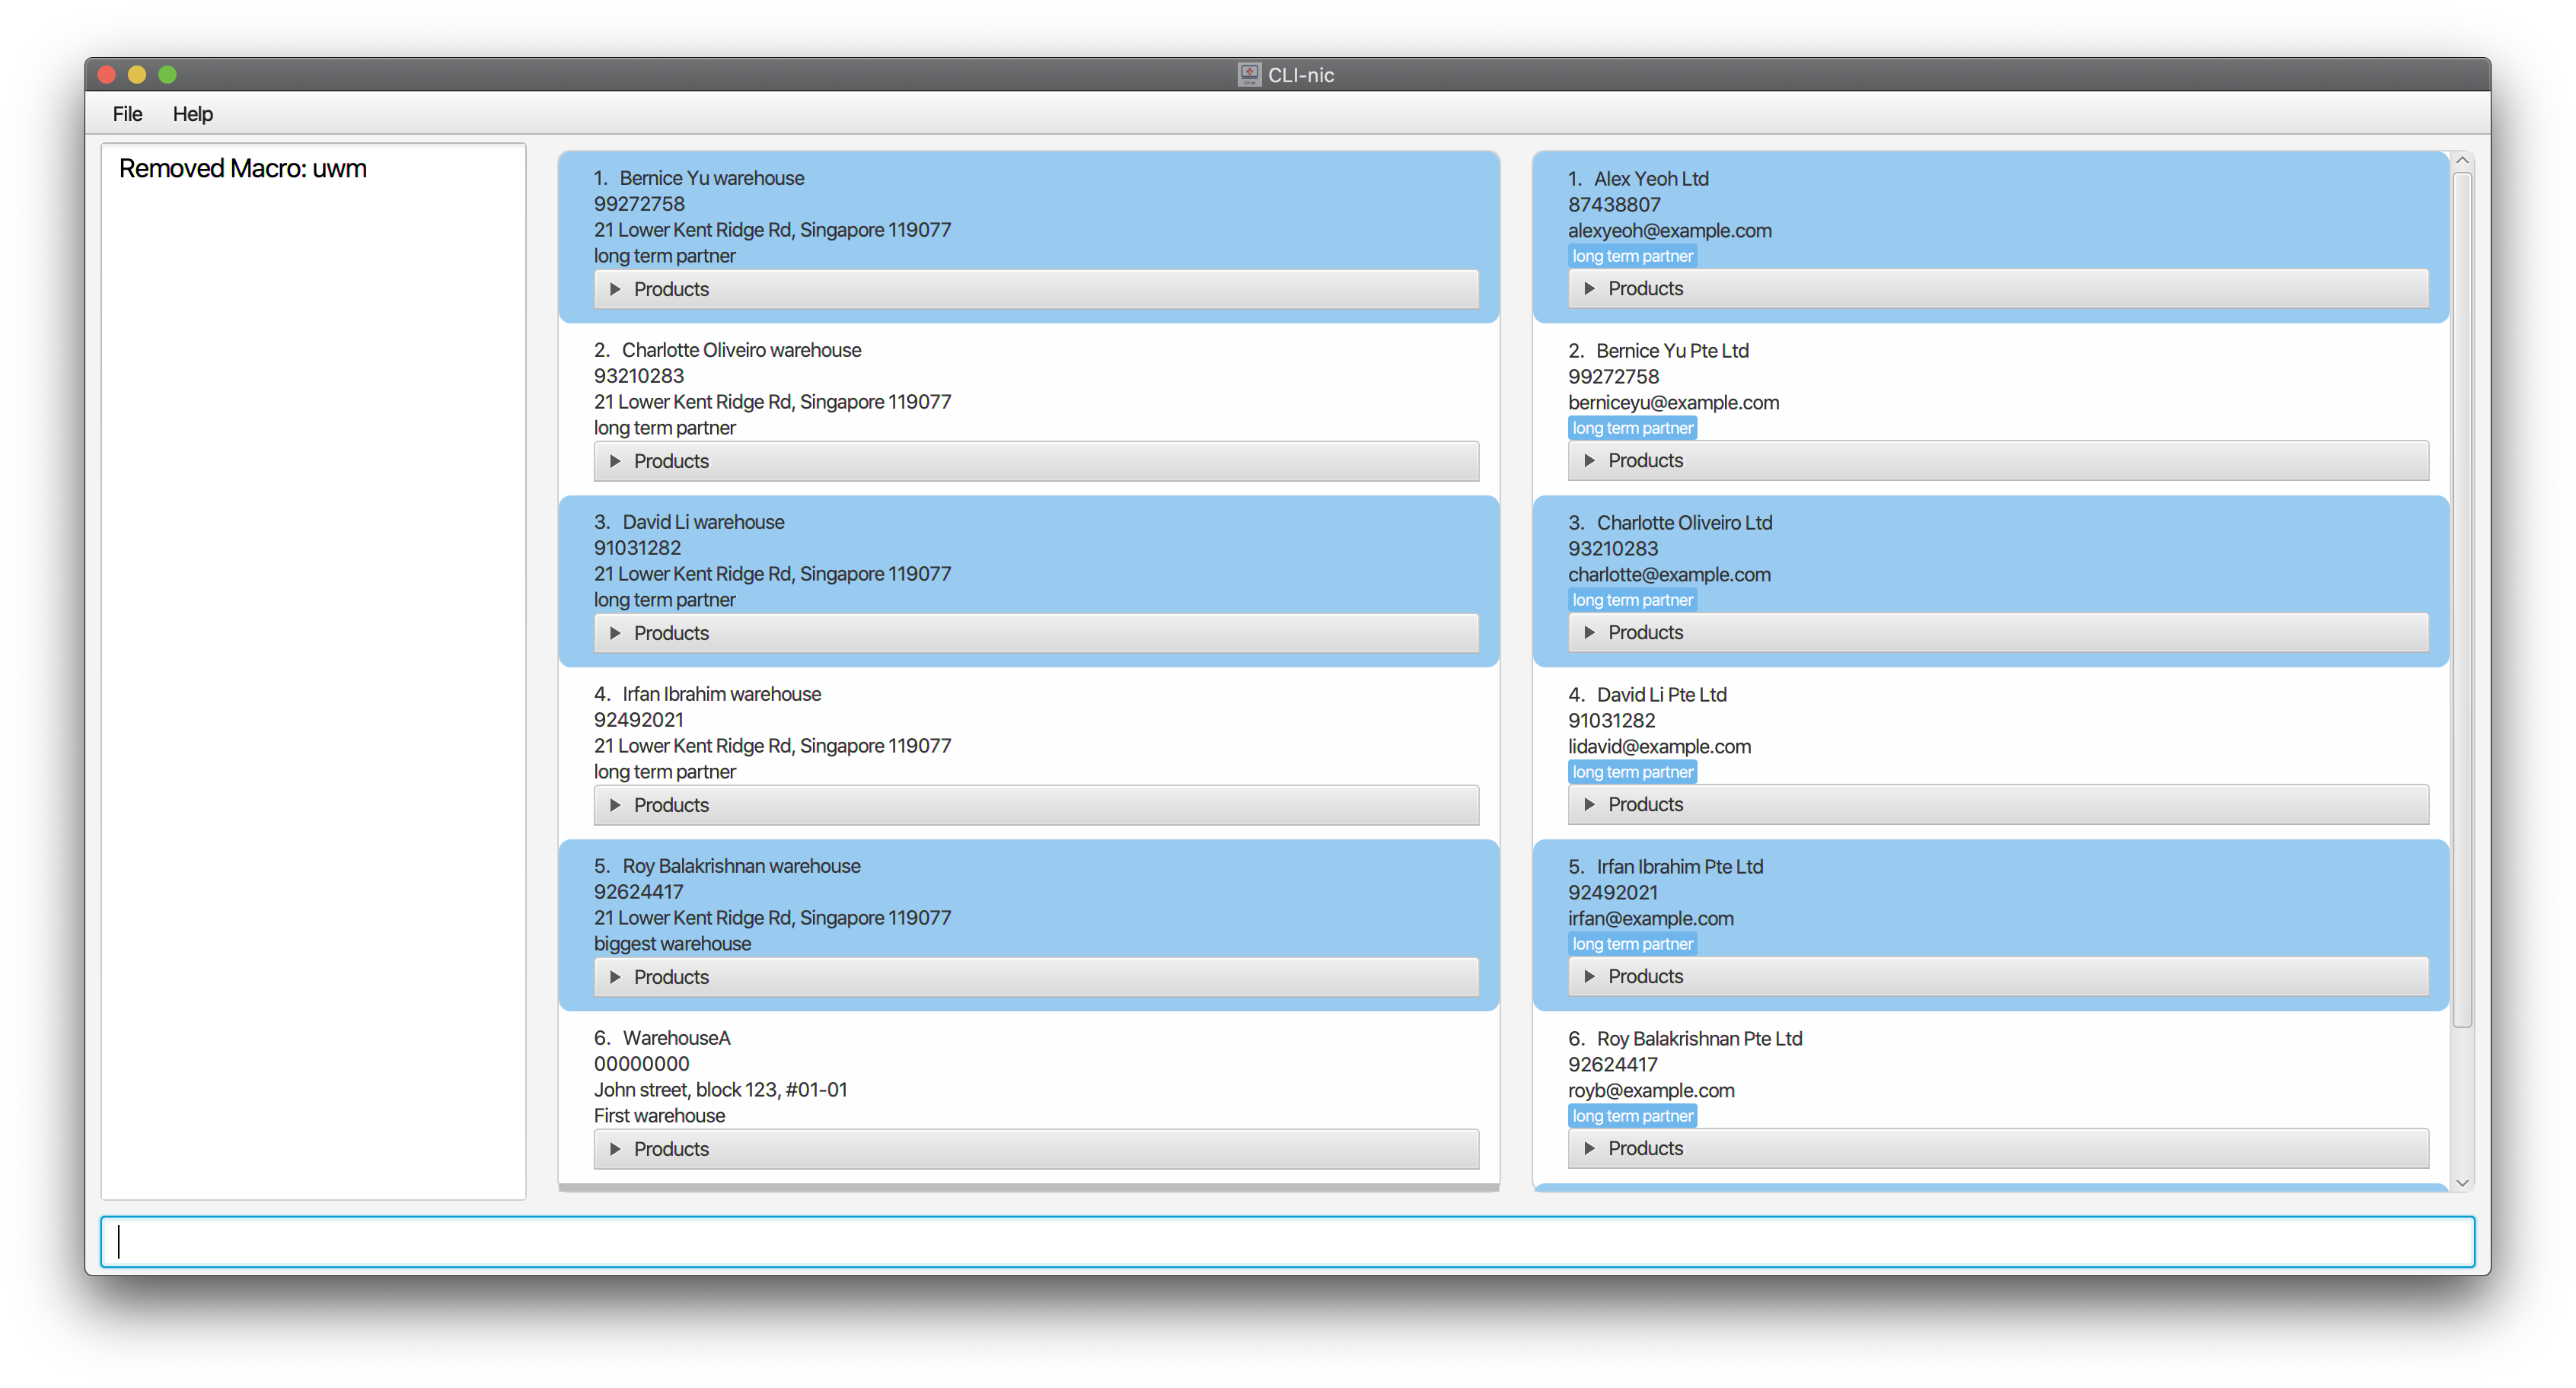 CLI-nic
File Help
Removed Macro: uwm
1. Bernice Yu warehouse
99272758
21 Lower Kent Ridge Rd, Singapore 119077
long term partner
Products
2. Charlotte Oliveiro warehouse
93210283
21 Lower Kent Ridge Rd, Singapore 119077
long term partner
Products
3. David Li warehouse
91031282
21 Lower Kent Ridge Rd, Singapore 119077
long term partner
Products
4. Irfan Ibrahim warehouse
92492021
21 Lower Kent Ridge Rd, Singapore 119077
long term partner
Products
5. Roy Balakrishnan warehouse
92624417
21 Lower Kent Ridge Rd, Singapore 119077
biggest warehouse
Products
6. WarehouseA
00000000
John street, block 123, #01-01
First warehouse
Products
1. Alex Yeoh Ltd
87438807
alexyeoh@example.com
long term partner
Products
2. Bernice Yu Pte Ltd
99272758
berniceyu@example.com
long term partner
Products
3. Charlotte Oliveiro Ltd
93210283
charlotte@example.com
long term partner
Products
4. David Li Pte Ltd
91031282
lidavid@example.com
long term partner
Products
5. Irfan Ibrahim Pte Ltd
92492021
irfan@example.com
long term partner
Products
6. Roy Balakrishnan Pte Ltd
92624417
royb@example.com
long term partner
Products